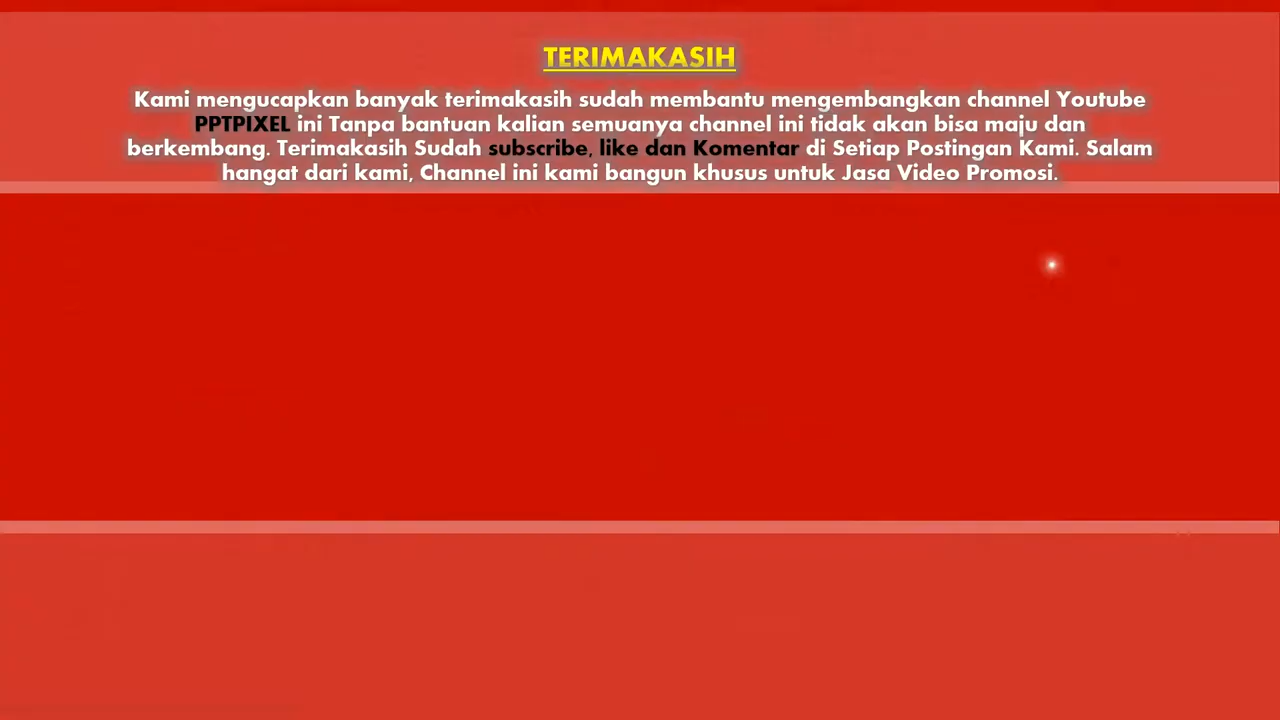 TERIMAKASIH
Kami mengucapkan banyak terimakasih sudah membantu mengembangkan channel Youtube
PPTPIXEL ini Tanpa bantuan kalian semuanya channel ini tidak akan bisa maju dan
berkembang. Terimakasih Sudah subscribe, like dan Komentar di Setiap Postingan Kami. Salam
hangat dari kami, Channel ini kami bangun khusus untuk Jasa Video Promosi.